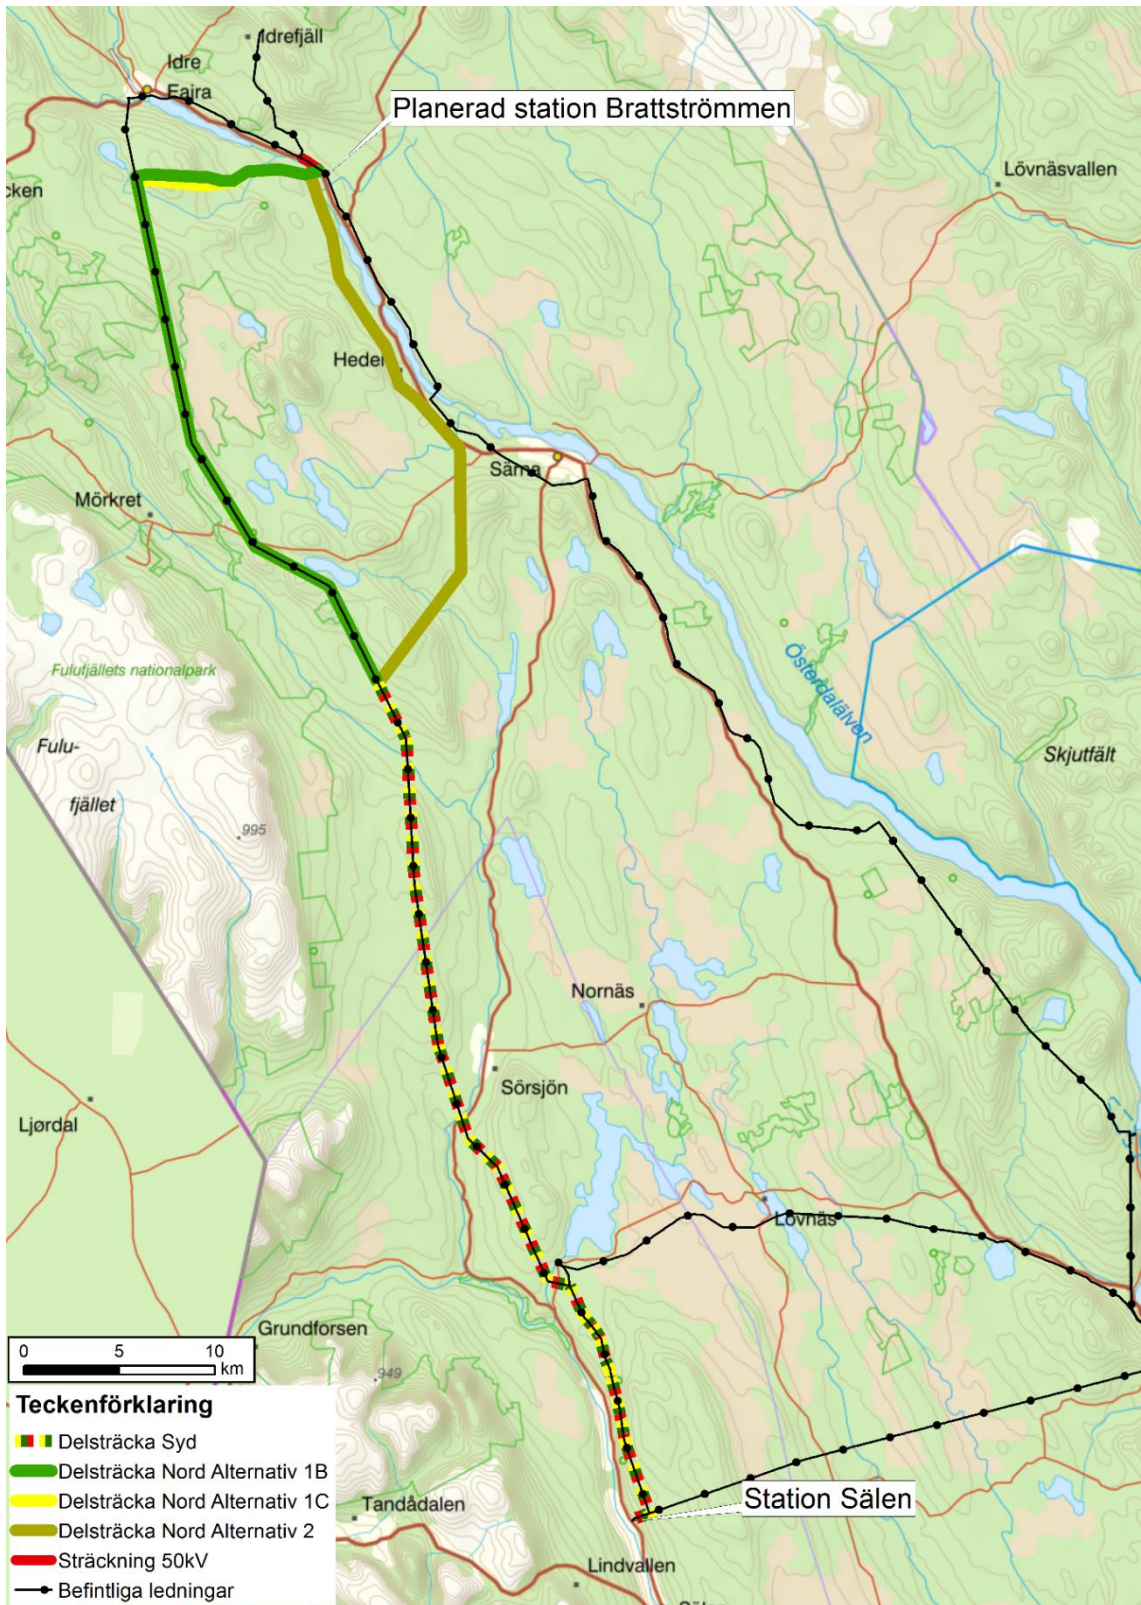 Idrefjäll
Idre
Fajra
Planerad station Brattströmmen
Lövnäsvallen
cken
Heden
Särna
Mörkret
Fulufjällets nationalpark
Österdalälven
Fulu-
fjället
Skjutfält
995
Nornäs
Sörsjön
Ljørdal
Lövnäs
Grundforsen
0 5 10
km
949
Teckenförklaring
Delsträcka Syd
Delsträcka Nord Alternativ 1B
Delsträcka Nord Alternativ 1C
Delsträcka Nord Alternativ 2
Sträckning 50kV
Befintliga ledningar
Tandådalen
Station Sälen
Lindvallen